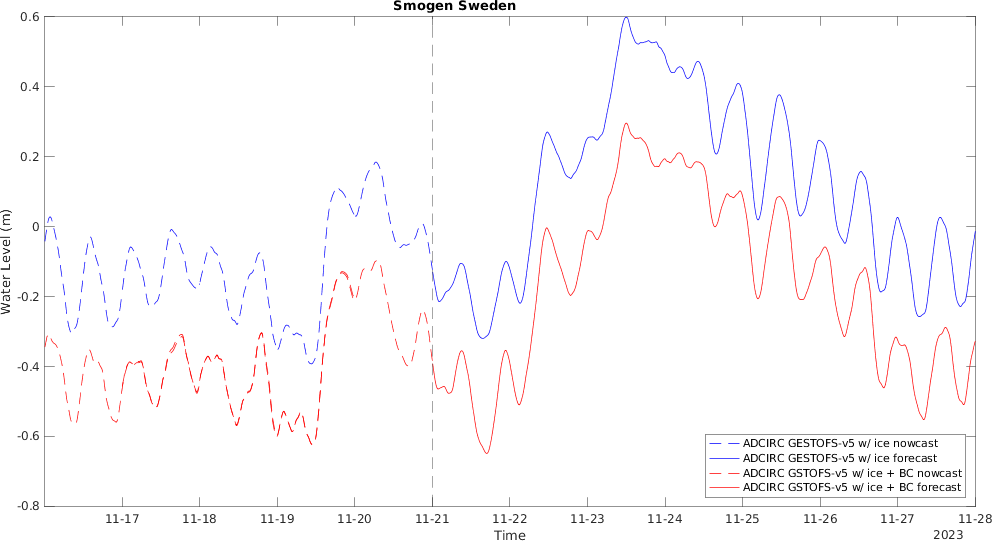 Smogen Sweden
0.6
0.4
0.2
0
-0.2
-0.4
-0.6
-0.8
Water Level (m)
ADCIRC GESTOFS-v5 w/ ice nowcast
ADCIRC GESTOFS-v5 w/ ice forecast
ADCIRC GSTOFS-v5 w/ ice + BC nowcast
ADCIRC GSTOFS-v5 w/ ice + BC forecast
11-17 11-18 11-19 11-20 11-21 11-22 11-23 11-24 11-25 11-26 11-27 11-28
Time
2023